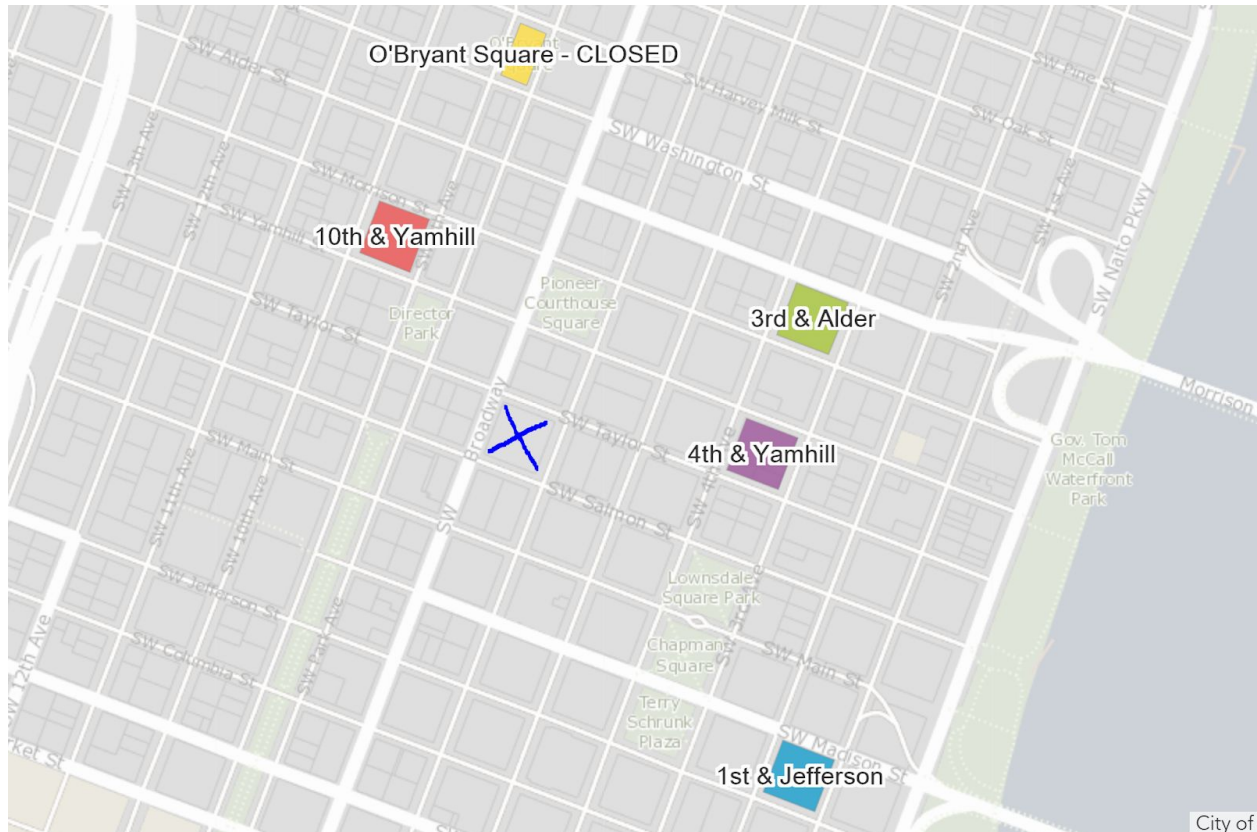 O'Bryant Square - CLOSED
SW Alder St
SW Harvey Milk St
SW Pine St
SW Oak St
SW Washington St
SW 13th Ave
SW 11th Ave
SW Morrison St
SW Yamhill
10th & Yamhill
SW 1st Ave
SW 2nd Ave
SW Naito Pkwy
Pioneer
Courthouse
Square
Director
Park
3rd & Alder
SW Taylor St
Morrison
SW Broadway
SW Taylor St
4th & Yamhill
SW 4th Ave
Gov. Tom
McCall
Waterfront
Park
SW Main St
SW 11th Ave
SW 10th Ave
SW Salmon St
Lownsdale
Square Park
SW 3rd Ave
SW Jefferson St
SW Park Ave
Chapman
Square
SW Main St
SW Columbia St
SW 12th Ave
Terry
Schrunk
Plaza
SW Madison St
rket St
1st & Jefferson
City of